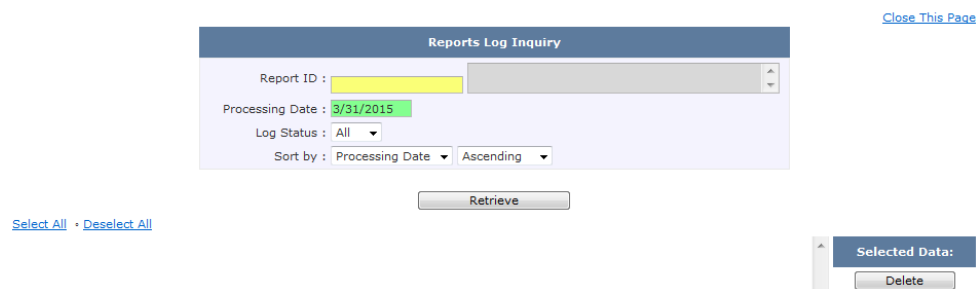 Close This Page
Reports Log Inquiry
Report ID :
Processing Date : 3/31/2015
Log Status : All
Sort by : Processing Date Ascending
Retrieve
Select All • Deselect All
Selected Data:
Delete